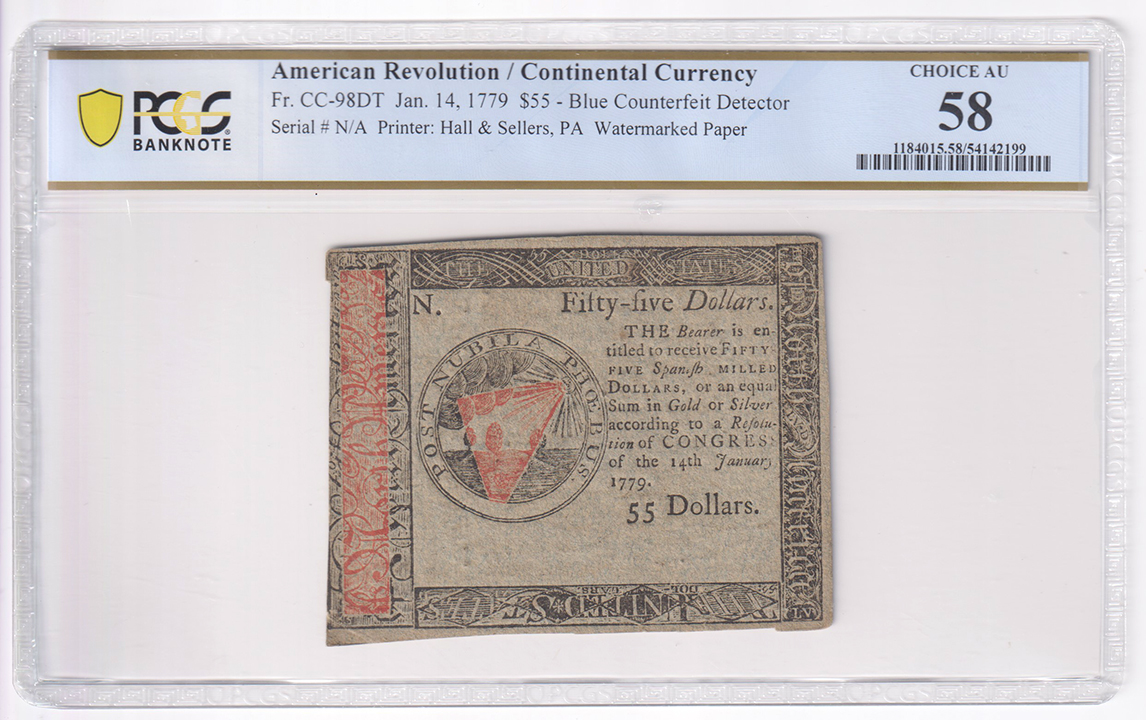 American Revolution / Continental Currency
Fr. CC-98DT Jan. 14, 1779 $55 - Blue Counterfeit Detector
Serial # N/A Printer: Hall & Sellers, PA Watermarked Paper
PCGS
BANKNOTE
CHOICE AU
58
1184015.58/54142199
THE UNITED STATES
N. Fifty-five Dollars.
POST NUBILA PHŒBUS.
THE Bearer is en-
titled to receive FIFTY-
FIVE Spaniſh MILLED
DOLLARS, or an equal
Sum in Gold or Silver
according to a Reſolu-
tion of CONGRESS
of the 14th January
1779.
55 Dollars.
UNITED ST